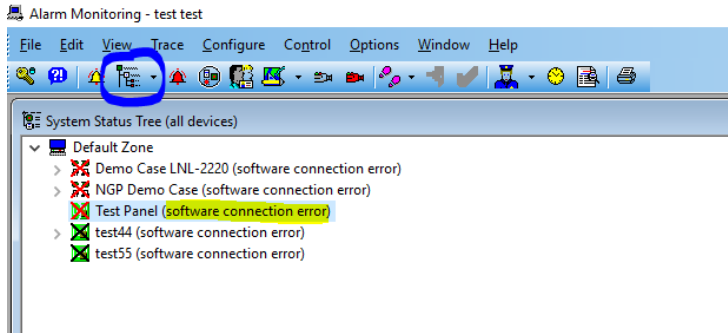 Alarm Monitoring - test test
File Edit View Trace Configure Control Options Window Help
System Status Tree (all devices)
Default Zone
Demo Case LNL-2220 (software connection error)
NGP Demo Case (software connection error)
Test Panel (software connection error)
test44 (software connection error)
test55 (software connection error)